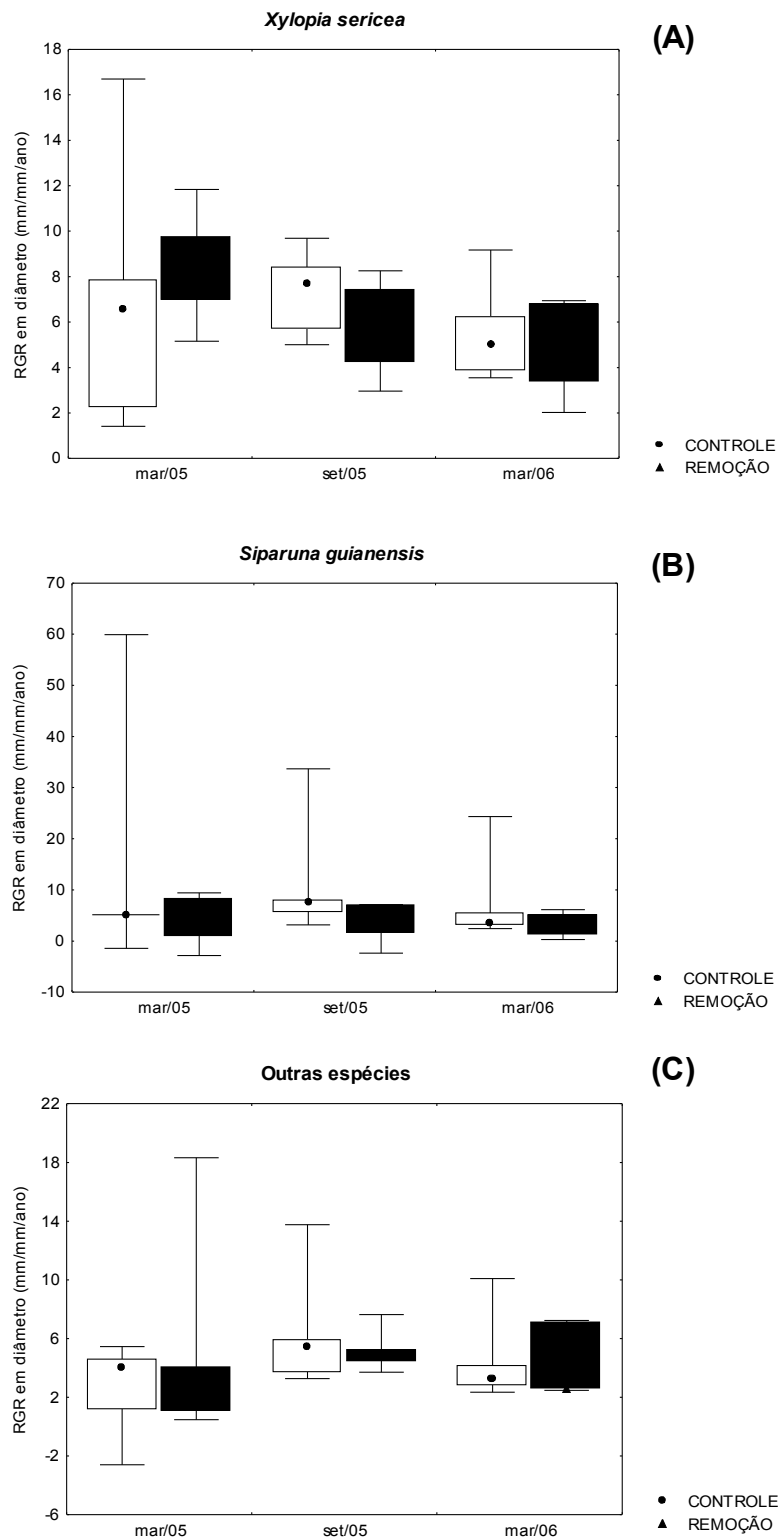 Xylopia sericea
(A)
RGR em diâmetro (mm/mm/ano)
18
16
14
12
10
8
6
4
2
0
mar/05 set/05 mar/06
CONTROLE
REMOÇÃO
Siparuna guianensis
(B)
RGR em diâmetro (mm/mm/ano)
70
60
50
40
30
20
10
0
-10
mar/05 set/05 mar/06
CONTROLE
REMOÇÃO
Outras espécies
(C)
RGR em diâmetro (mm/mm/ano)
22
18
14
10
6
2
-2
-6
mar/05 set/05 mar/06
CONTROLE
REMOÇÃO